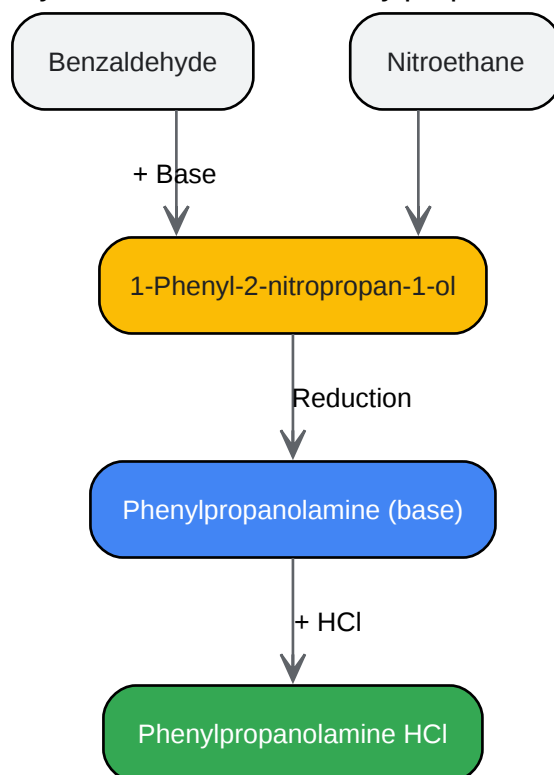 Benzaldehyde
Nitroethane
+ Base
1-Phenyl-2-nitropropan-1-ol
Reduction
Phenylpropanolamine (base)
+ HCl
Phenylpropanolamine HCl